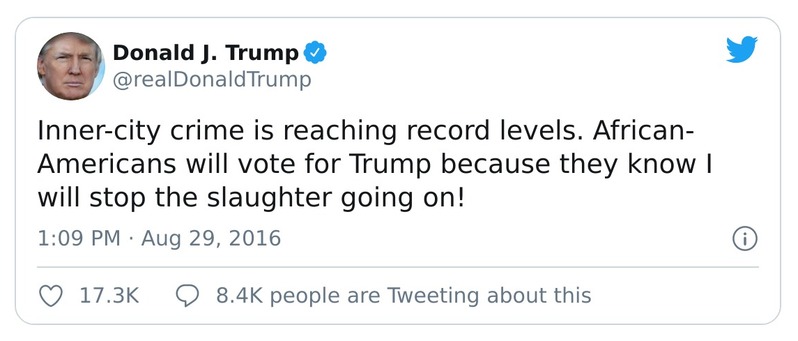 Donald J. Trump
@realDonaldTrump
Inner-city crime is reaching record levels. African-
Americans will vote for Trump because they know I
will stop the slaughter going on!
1:09 PM · Aug 29, 2016
17.3K 8.4K people are Tweeting about this